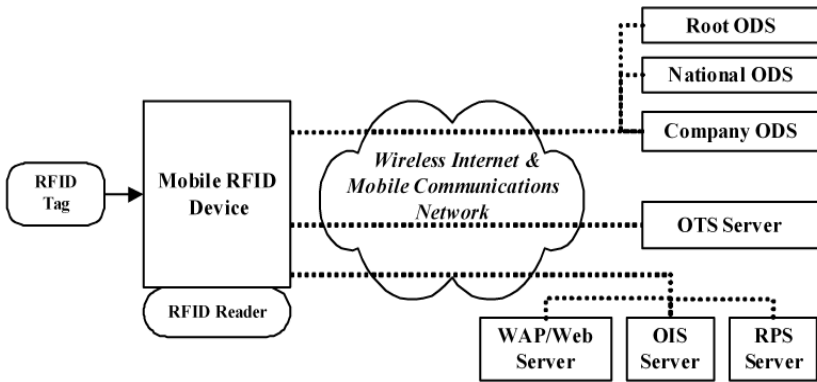 Root ODS
National ODS
Company ODS
RFID
Tag
Mobile RFID
Device
Wireless Internet &
Mobile Communications
Network
OTS Server
RFID Reader
WAP/Web
Server
OIS
Server
RPS
Server